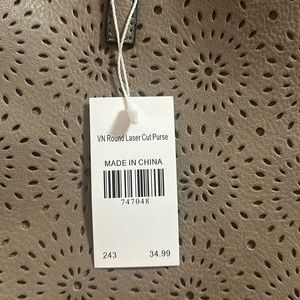 VN Round Laser Cut Purse
MADE IN CHINA
747048
243 34.99